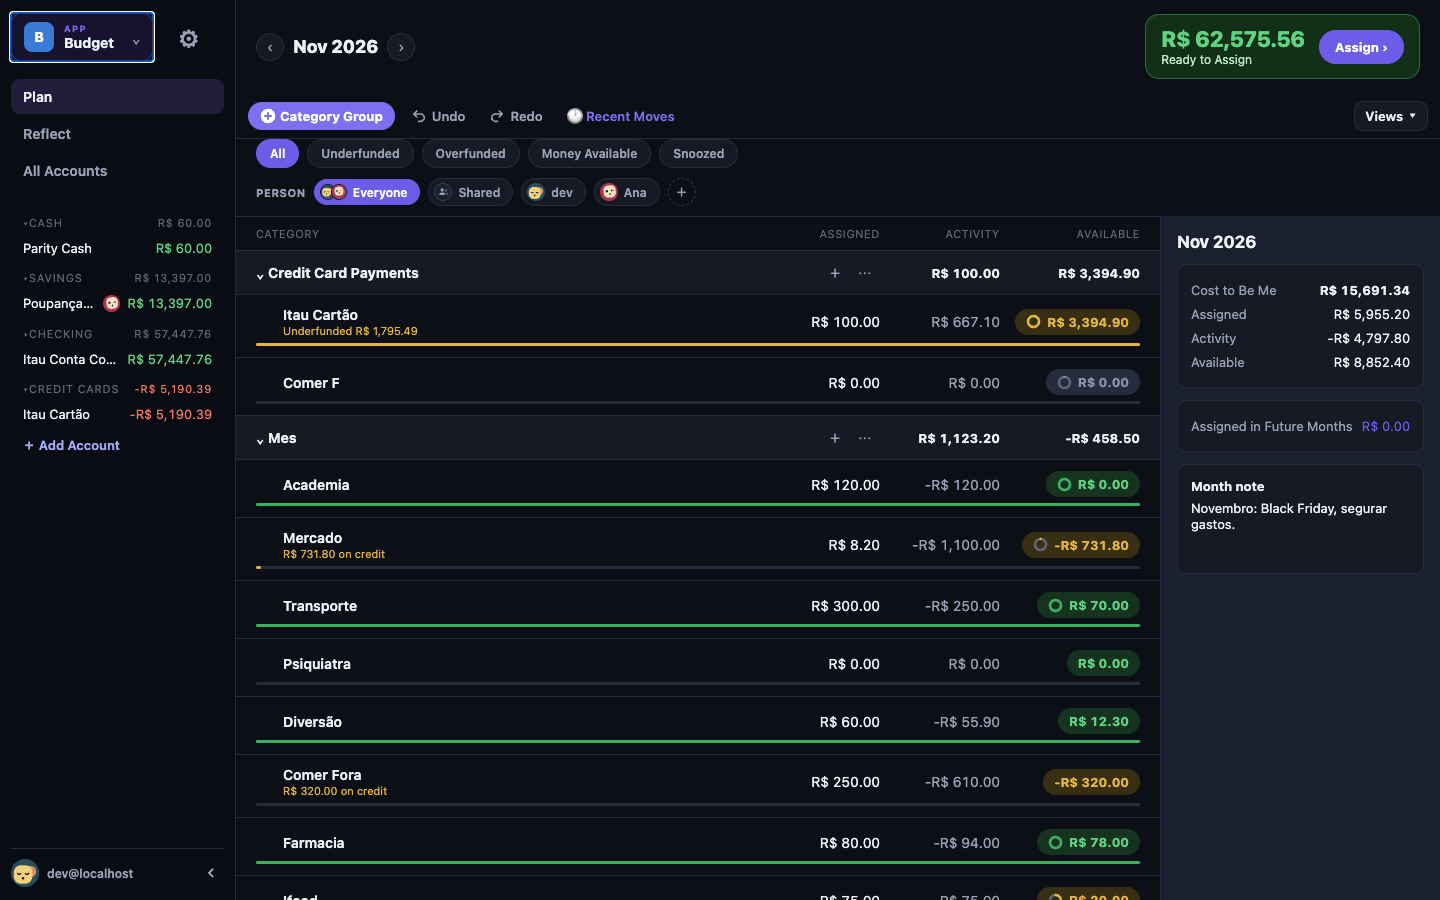 B
APP
Budget
Plan
Reflect
All Accounts
CASH R$ 60.00
Parity Cash R$ 60.00
SAVINGS R$ 13,397.00
Poupança... R$ 13,397.00
CHECKING R$ 57,447.76
Itau Conta Co... R$ 57,447.76
CREDIT CARDS -R$ 5,190.39
Itau Cartão -R$ 5,190.39
+ Add Account
dev@localhost
‹ Nov 2026 ›
R$ 62,575.56
Ready to Assign
Assign ›
Category Group Undo Redo Recent Moves Views
All Underfunded Overfunded Money Available Snoozed
PERSON Everyone Shared dev Ana +
CATEGORY ASSIGNED ACTIVITY AVAILABLE
Credit Card Payments + ... R$ 100.00 R$ 3,394.90
Itau Cartão
Underfunded R$ 1,795.49
R$ 100.00 R$ 667.10 R$ 3,394.90
Comer F R$ 0.00 R$ 0.00 R$ 0.00
Mes + ... R$ 1,123.20 -R$ 458.50
Academia R$ 120.00 -R$ 120.00 R$ 0.00
Mercado
R$ 731.80 on credit
R$ 8.20 -R$ 1,100.00 -R$ 731.80
Transporte R$ 300.00 -R$ 250.00 R$ 70.00
Psiquiatra R$ 0.00 R$ 0.00 R$ 0.00
Diversão R$ 60.00 -R$ 55.90 R$ 12.30
Comer Fora
R$ 320.00 on credit
R$ 250.00 -R$ 610.00 -R$ 320.00
Farmacia R$ 80.00 -R$ 94.00 R$ 78.00
Ifood R$ 75.00 -R$ 75.00 R$ 20.00
Nov 2026
Cost to Be Me R$ 15,691.34
Assigned R$ 5,955.20
Activity -R$ 4,797.80
Available R$ 8,852.40
Assigned in Future Months R$ 0.00
Month note
Novembro: Black Friday, segurar
gastos.